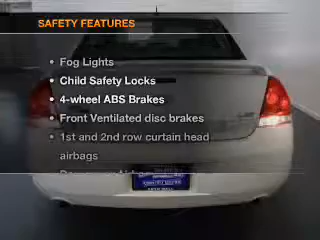 SAFETY FEATURES
• Fog Lights
• Child Safety Locks
• 4-wheel ABS Brakes
• Front Ventilated disc brakes
• 1st and 2nd row curtain head
airbags